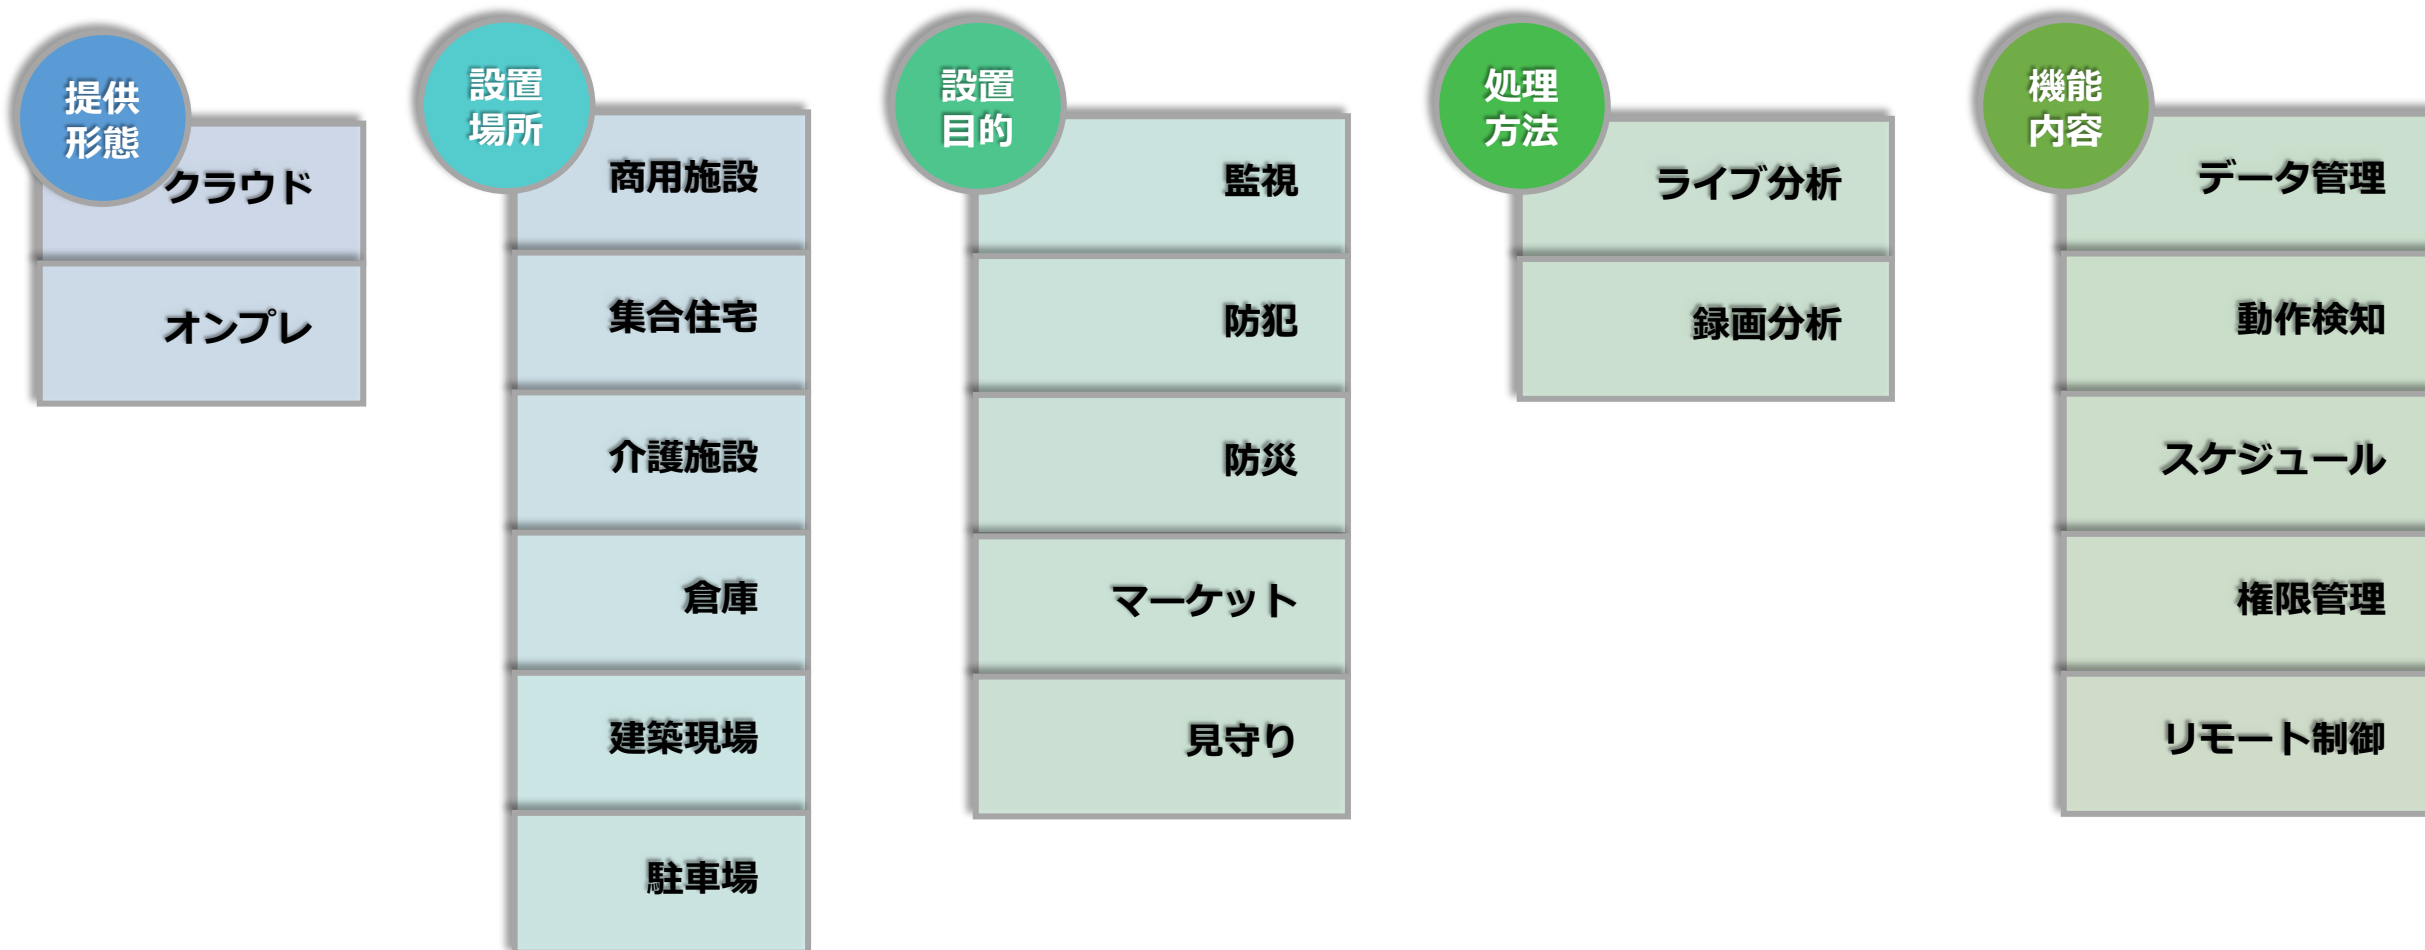 提供
形態
クラウド
オンプレ
設置
場所
商用施設
集合住宅
介護施設
倉庫
建築現場
駐車場
設置
目的
監視
防犯
防災
マーケット
見守り
処理
方法
ライブ分析
録画分析
機能
内容
データ管理
動作検知
スケジュール
権限管理
リモート制御